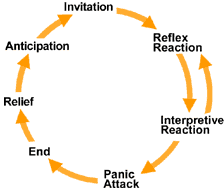 Invitation
Reflex
Reaction
Interpretive
Reaction
Panic
Attack
End
Relief
Anticipation